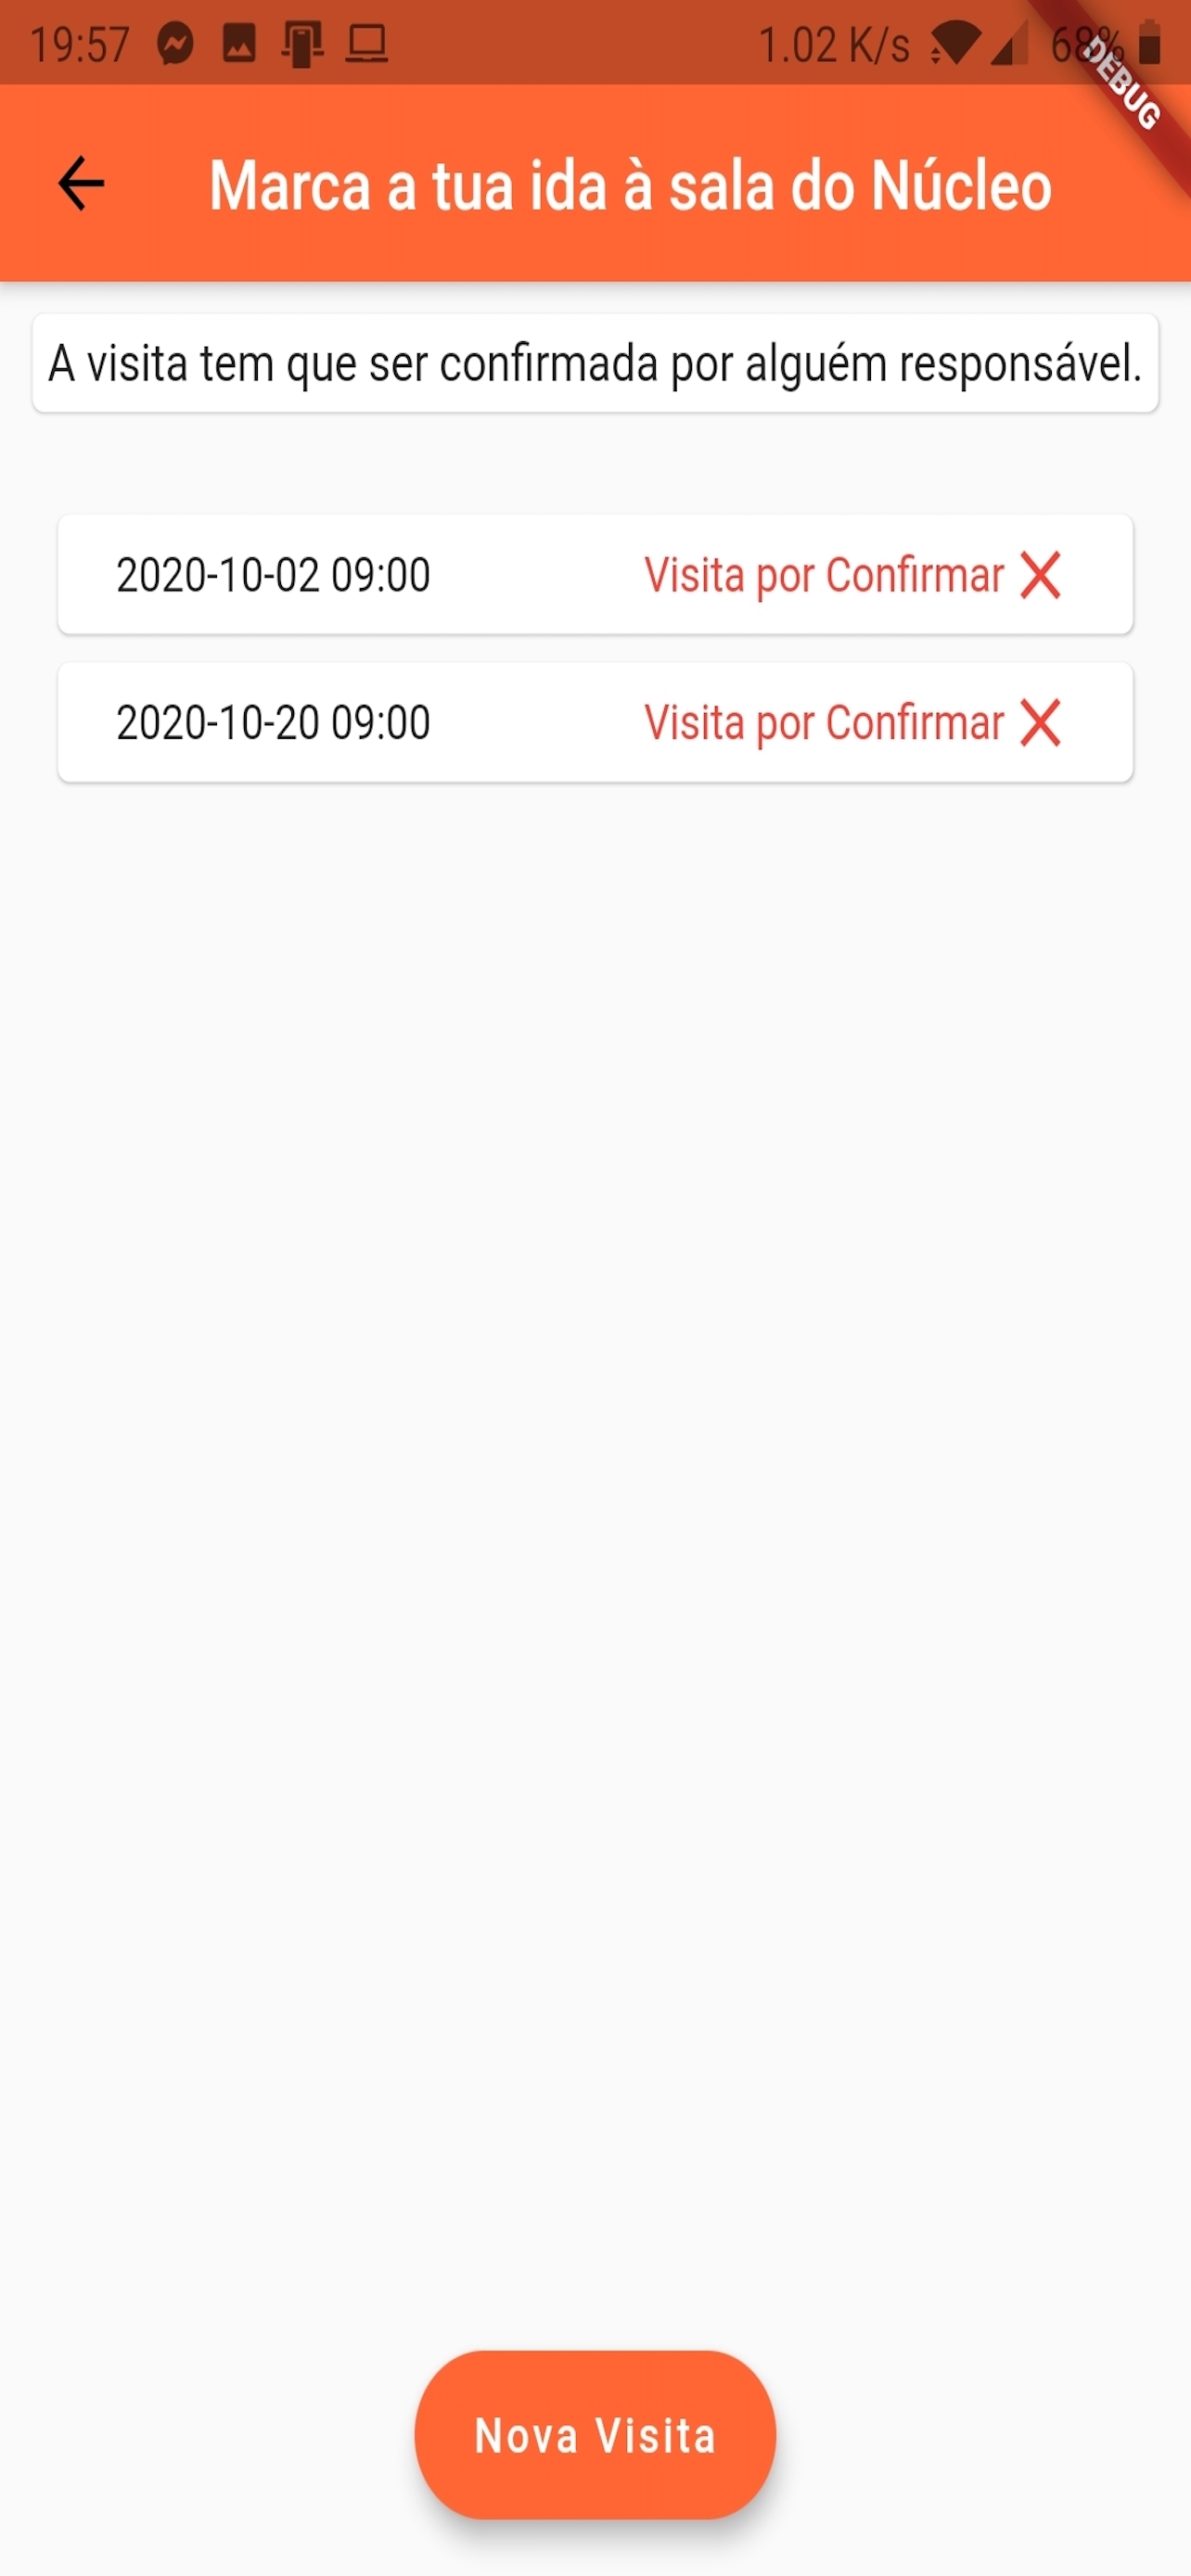 19:57 1.02 K/s 68%
DEBUG
Marca a tua ida à sala do Núcleo
A visita tem que ser confirmada por alguém responsável.
2020-10-02 09:00 Visita por Confirmar
2020-10-20 09:00 Visita por Confirmar
Nova Visita